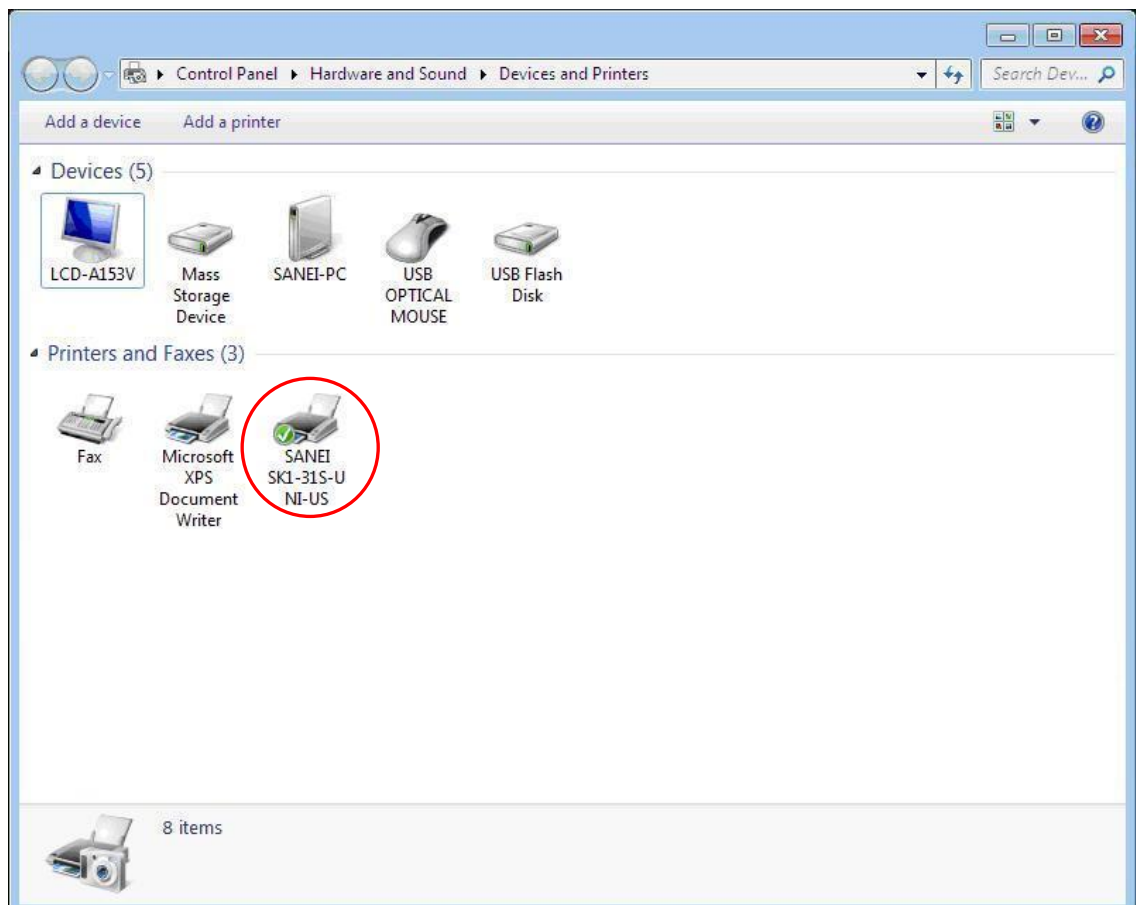 Control Panel ▸ Hardware and Sound ▸ Devices and Printers
Search Dev...
Add a device Add a printer
Devices (5)
LCD-A153V
Mass
Storage
Device
SANEI-PC
USB
OPTICAL
MOUSE
USB Flash
Disk
Printers and Faxes (3)
Fax
Microsoft
XPS
Document
Writer
SANEI
SK1-31S-U
NI-US
8 items